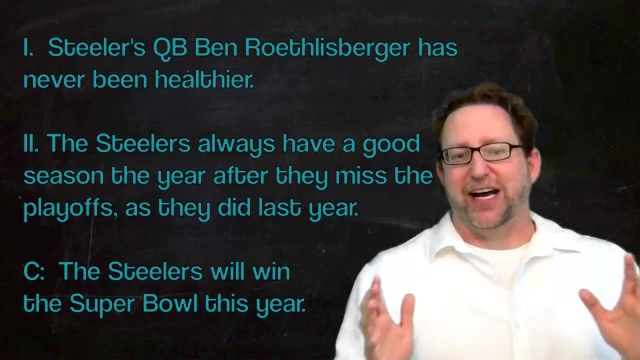 I.  Steeler's QB Ben Roethlisberger has
never been healthier.
II. The Steelers always have a good
season the year after they miss the
playoffs, as they did last year.
C:  The Steelers will win
the Super Bowl this year.